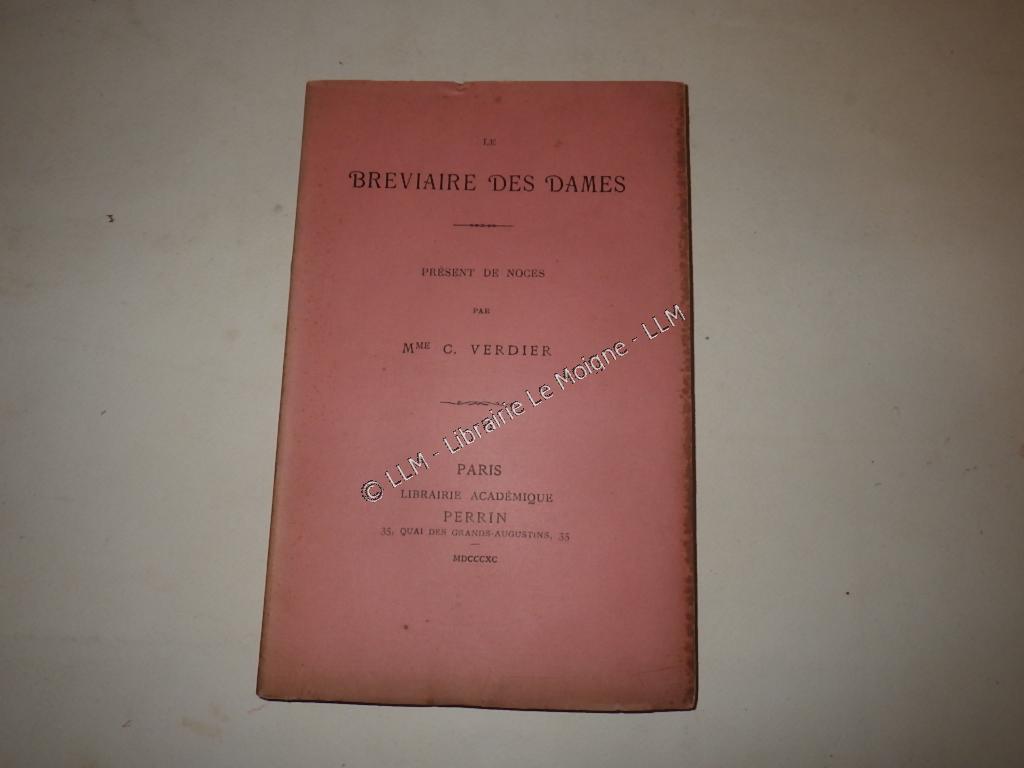 LE
BREVIAIRE DES DAMES
PRÉSENT DE NOCES
PAR
MME C. VERDIER
© LLM - Librairie Le Moigne - LLM
PARIS
LIBRAIRIE ACADÉMIQUE
PERRIN
35, QUAI DES GRANDS-AUGUSTINS, 35
MDCCCXC